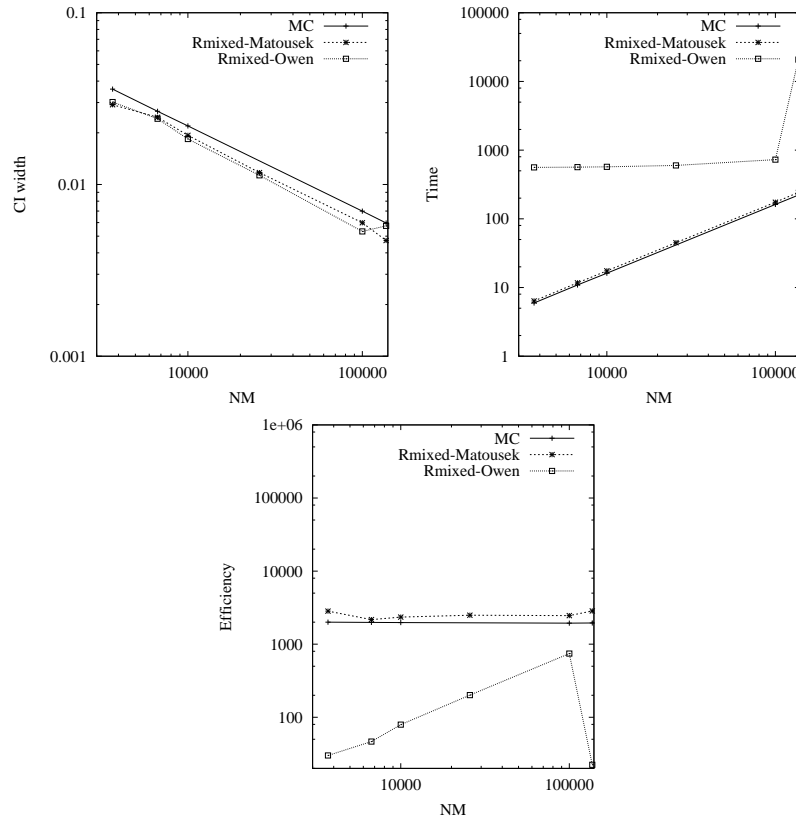 0.1
0.01
0.001
10000
100000
CI width
NM
MC
Rmixed-Matousek
Rmixed-Owen
100000
10000
1000
100
10
1
10000
100000
Time
NM
MC
Rmixed-Matousek
Rmixed-Owen
1e+06
100000
10000
1000
100
10000
100000
Efficiency
NM
MC
Rmixed-Matousek
Rmixed-Owen